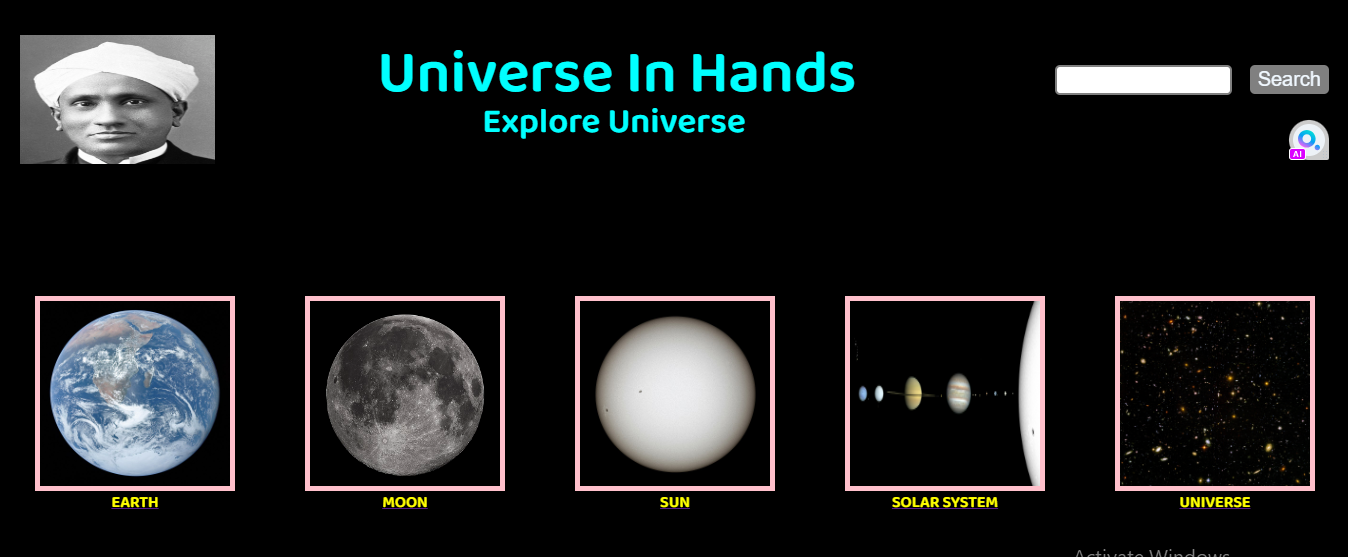 Universe In Hands
Explore Universe
Search
AI
EARTH
MOON
SUN
SOLAR SYSTEM
UNIVERSE
Activate Windows